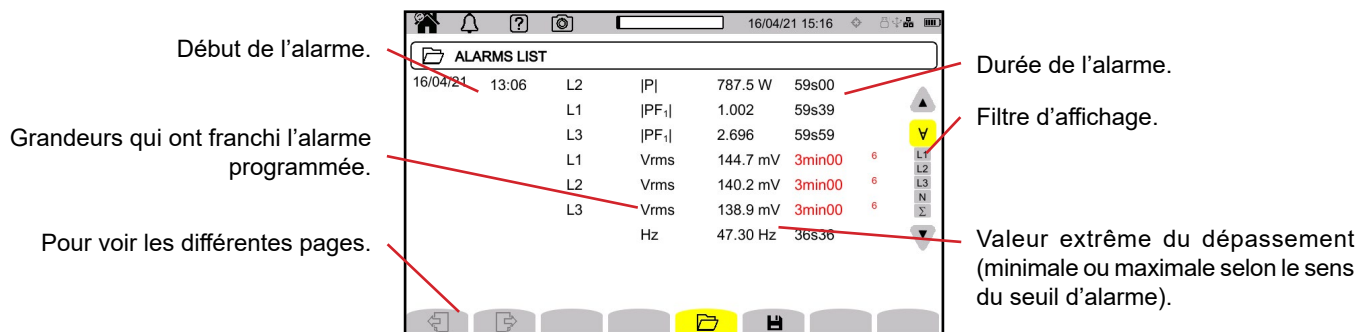 16/04/21 15:16
ALARMS LIST
16/04/21 13:06 L2 |P| 787.5 W 59s00
L1 |PF₁| 1.002 59s39
L3 |PF₁| 2.696 59s59
L1 Vrms 144.7 mV 3min00 6
L2 Vrms 140.2 mV 3min00 6
L3 Vrms 138.9 mV 3min00 6
Hz 47.30 Hz 36s36
∀
L1
L2
L3
N
Σ
Début de l’alarme.
Grandeurs qui ont franchi l’alarme
programmée.
Pour voir les différentes pages.
Durée de l’alarme.
Filtre d’affichage.
Valeur extrême du dépassement
(minimale ou maximale selon le sens
du seuil d’alarme).